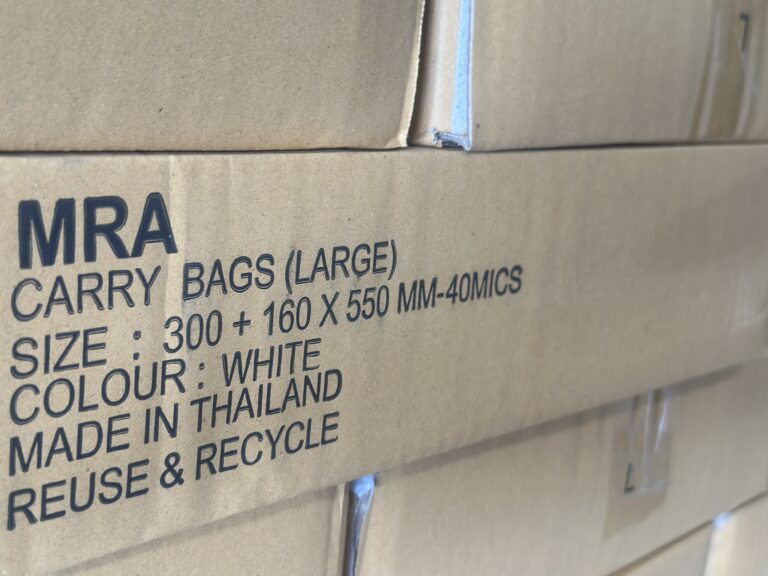 MRA
CARRY BAGS (LARGE)
SIZE : 300 + 160 X 550 MM-40MICS
COLOUR : WHITE
MADE IN THAILAND
REUSE & RECYCLE